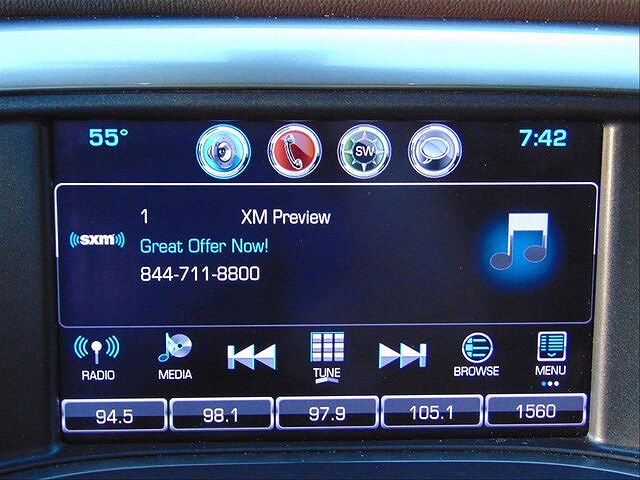 55° SW 7:42
1 XM Preview
((sxm)) Great Offer Now!
844-711-8800
RADIO MEDIA TUNE BROWSE MENU
94.5 98.1 97.9 105.1 1560